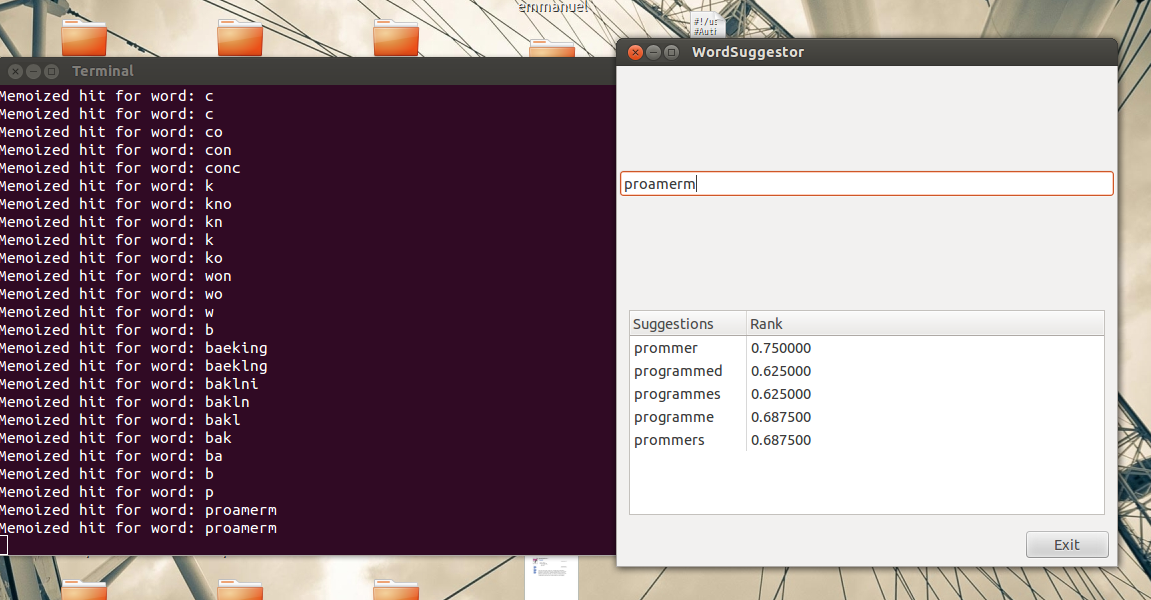 emmanuel
#!/us
#Auti
Terminal
Memoized hit for word: c
Memoized hit for word: c
Memoized hit for word: co
Memoized hit for word: con
Memoized hit for word: conc
Memoized hit for word: k
Memoized hit for word: kno
Memoized hit for word: kn
Memoized hit for word: k
Memoized hit for word: ko
Memoized hit for word: won
Memoized hit for word: wo
Memoized hit for word: w
Memoized hit for word: b
Memoized hit for word: baeking
Memoized hit for word: baeklng
Memoized hit for word: baklni
Memoized hit for word: bakln
Memoized hit for word: bakl
Memoized hit for word: bak
Memoized hit for word: ba
Memoized hit for word: b
Memoized hit for word: p
Memoized hit for word: proamerm
Memoized hit for word: proamerm
WordSuggestor
proamerm
Suggestions Rank
prommer 0.750000
programmed 0.625000
programmes 0.625000
programme 0.687500
prommers 0.687500
Exit